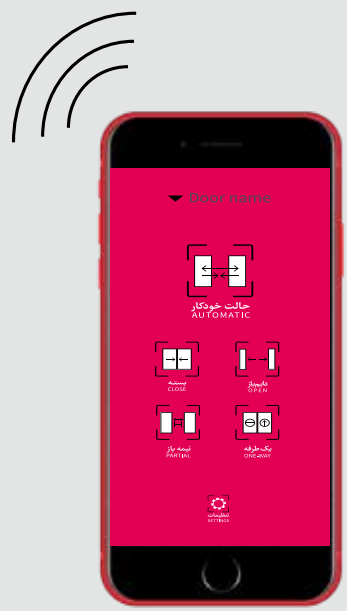 Door name
حالت خودکار
AUTOMATIC
بسته
CLOSE
دایم‌باز
OPEN
نیمه باز
PARTIAL
یک‌طرفه
ONE-WAY
تنظیمات
SETTINGS